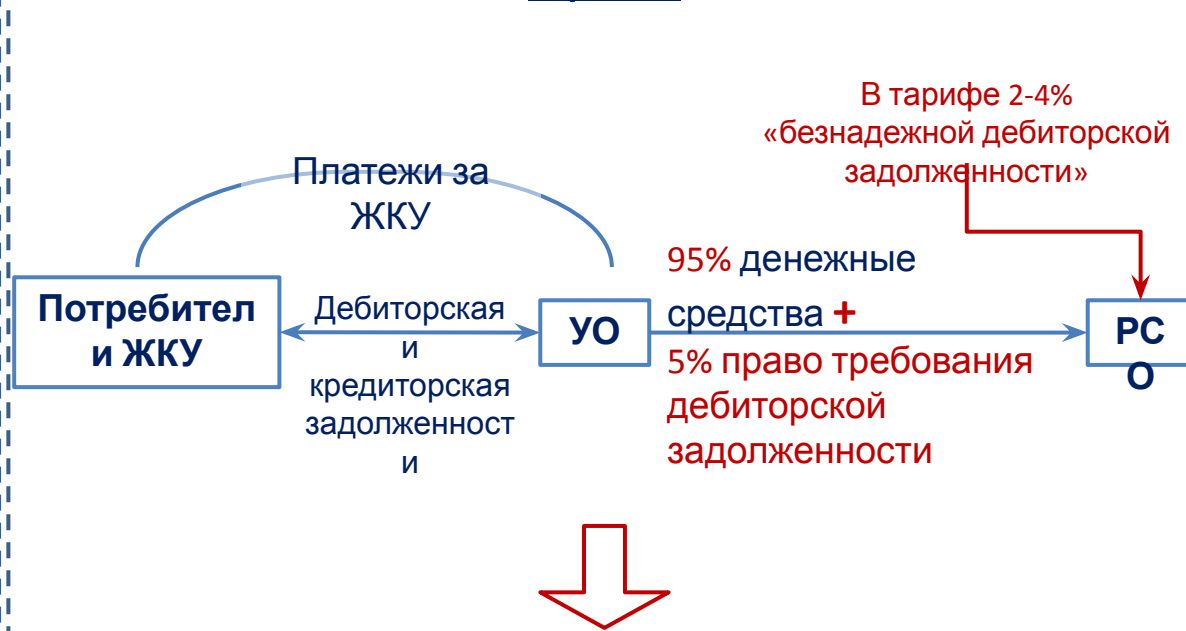 В тарифе 2-4%
«безнадежной дебиторской
задолженности»
Платежи за
ЖКУ
Потребител
и ЖКУ
Дебиторская
и
кредиторская
задолженност
и
УО
95% денежные
средства +
5% право требования
дебиторской
задолженности
РС
О